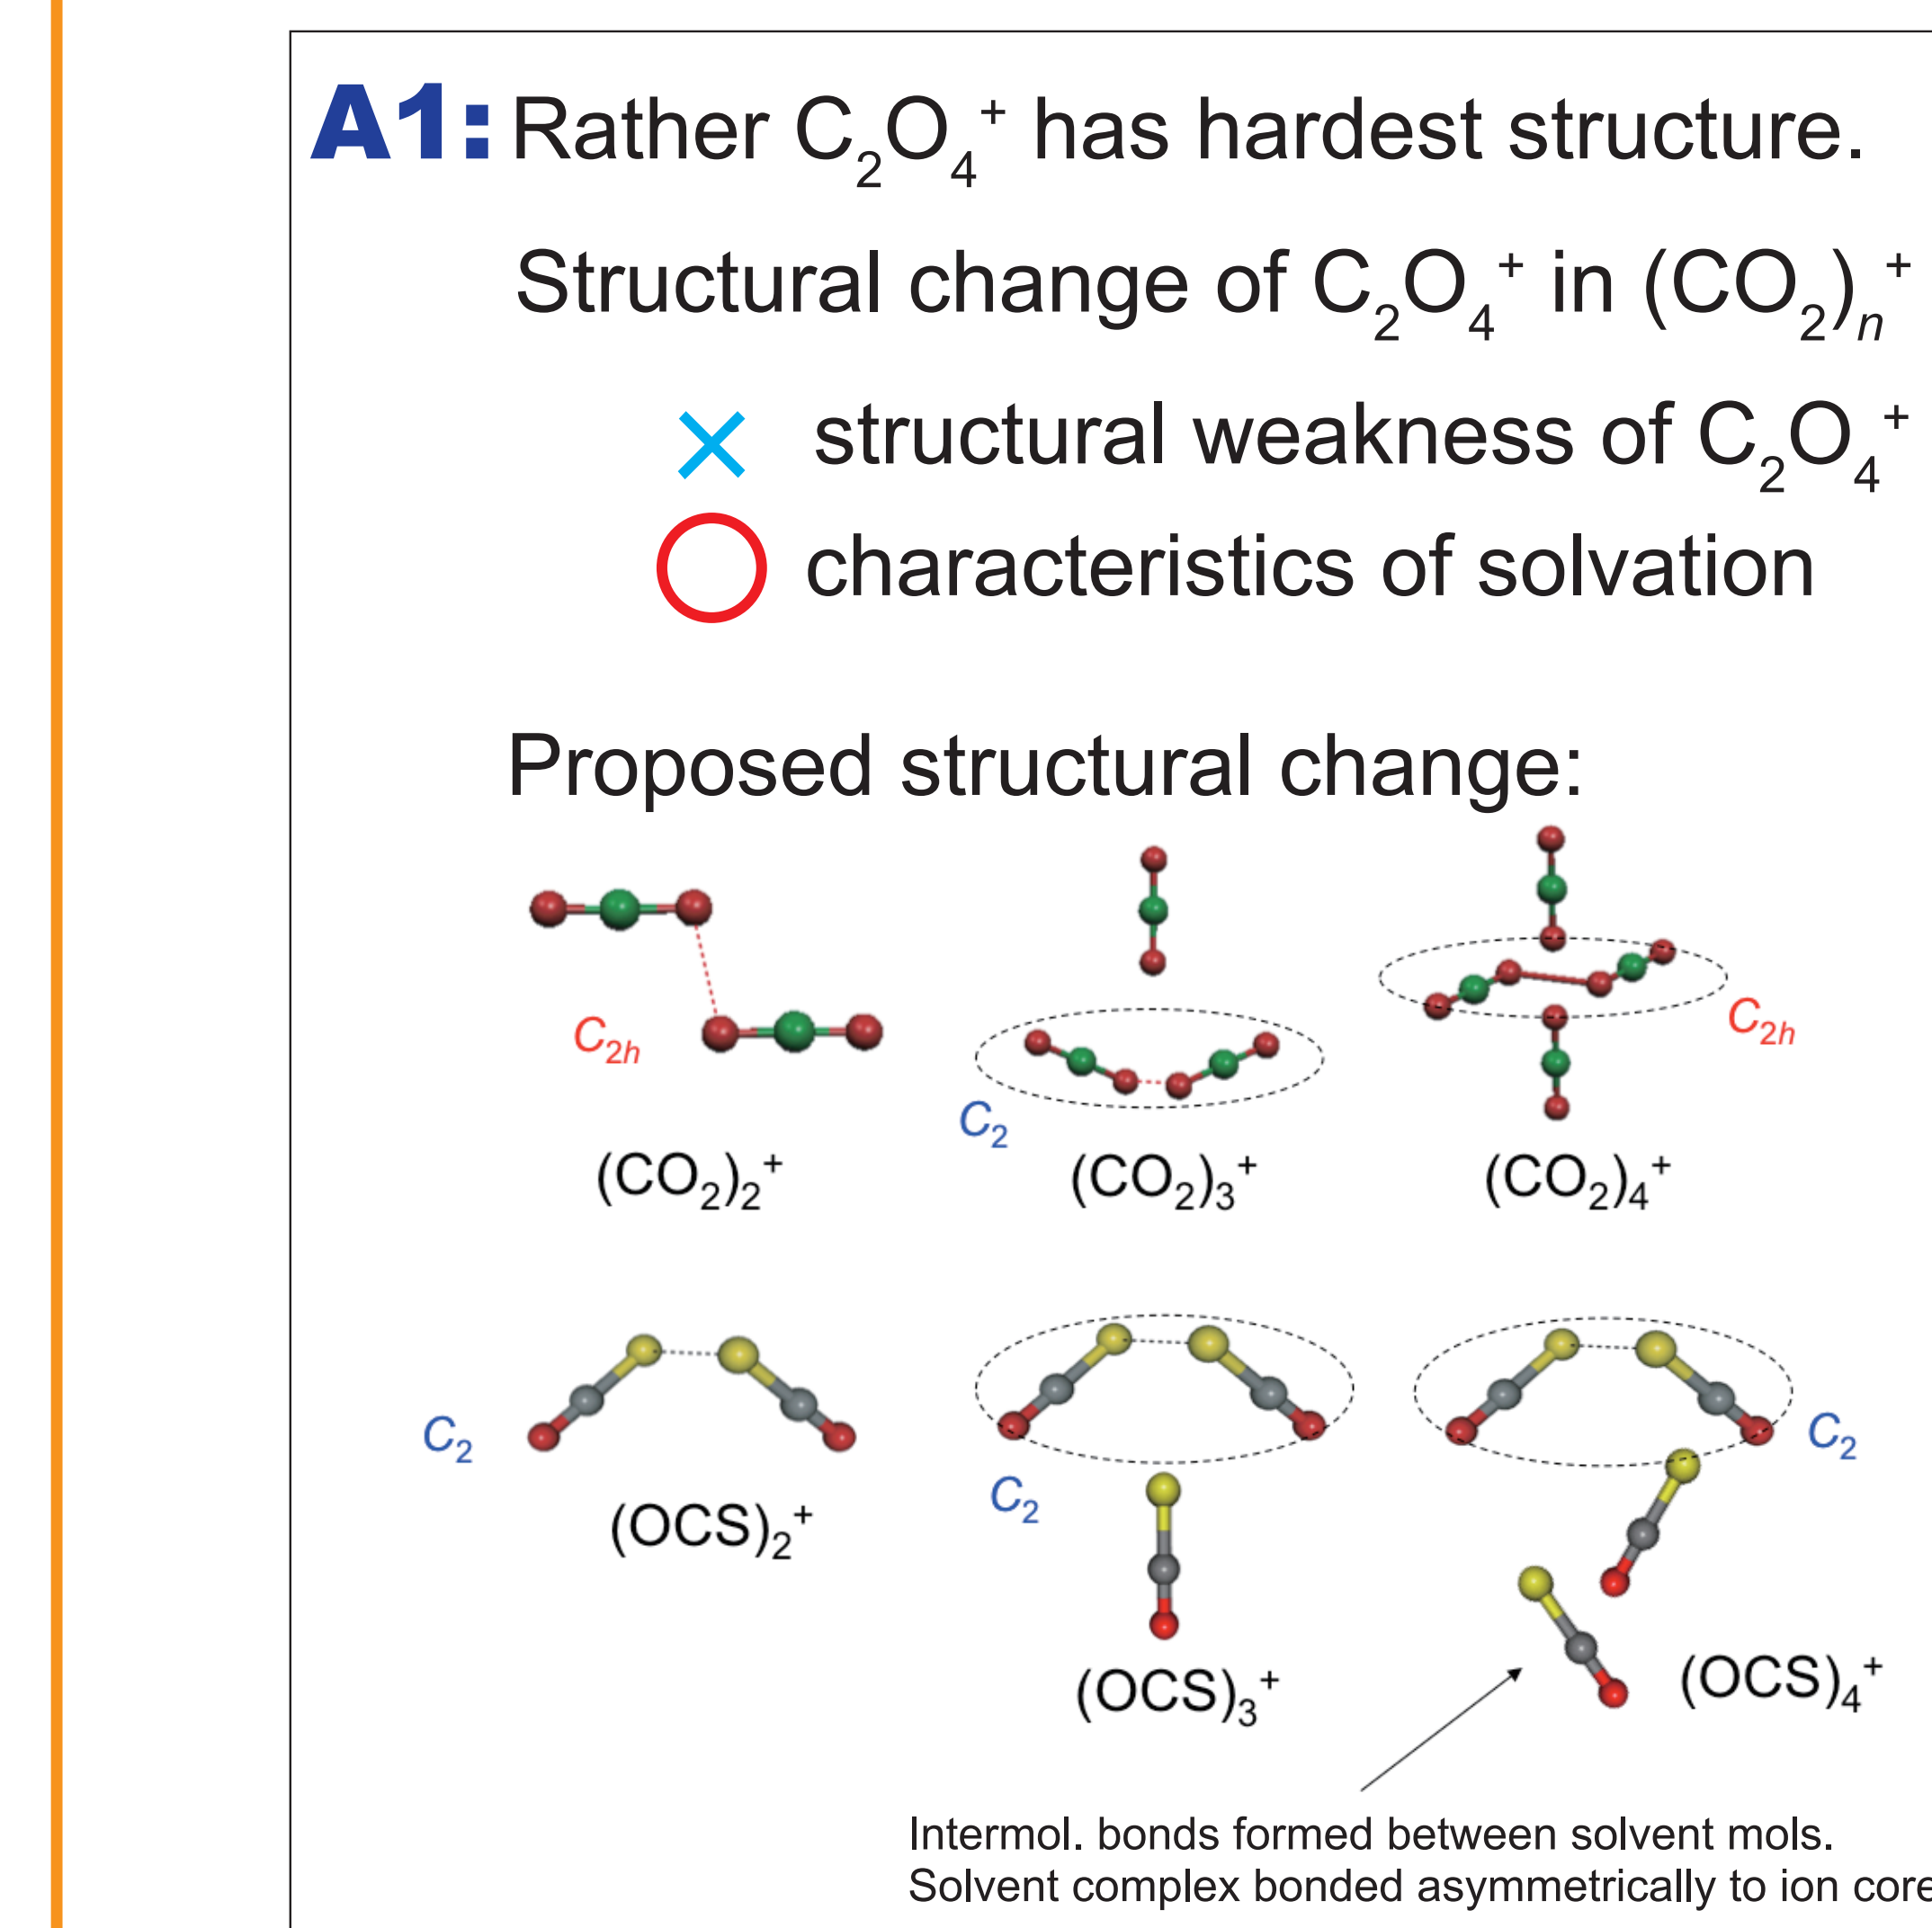 A1: Rather C₂O₄⁺ has hardest structure.
Structural change of C₂O₄⁺ in (CO₂)ₙ⁺
× structural weakness of C₂O₄⁺
○ characteristics of solvation
Proposed structural change:
C₂ₕ
C₂
C₂ₕ
(CO₂)₂⁺ (CO₂)₃⁺ (CO₂)₄⁺
C₂
C₂
C₂
(OCS)₂⁺
(OCS)₃⁺ (OCS)₄⁺
Intermol. bonds formed between solvent mols.
Solvent complex bonded asymmetrically to ion core